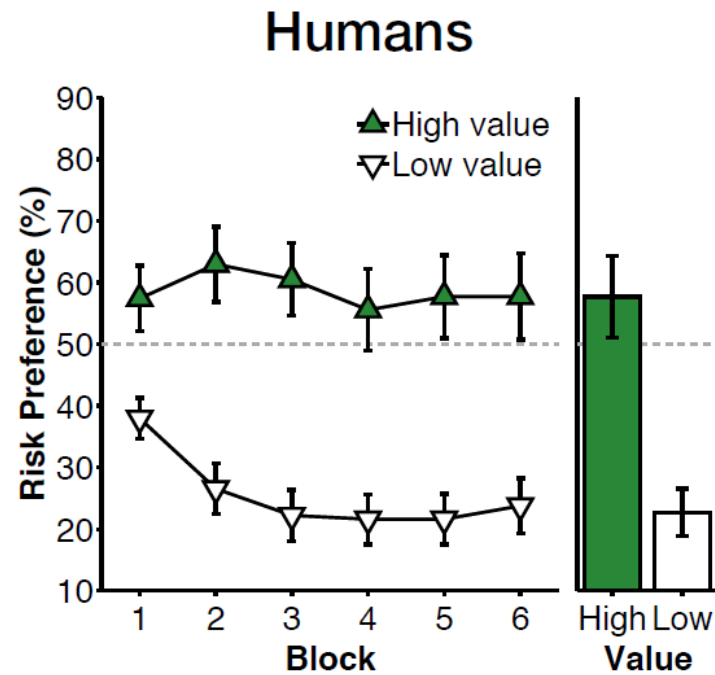 Humans
Risk Preference (%)
90
80
70
60
50
40
30
20
10
High value
Low value
1 2 3 4 5 6
Block
High Low
Value